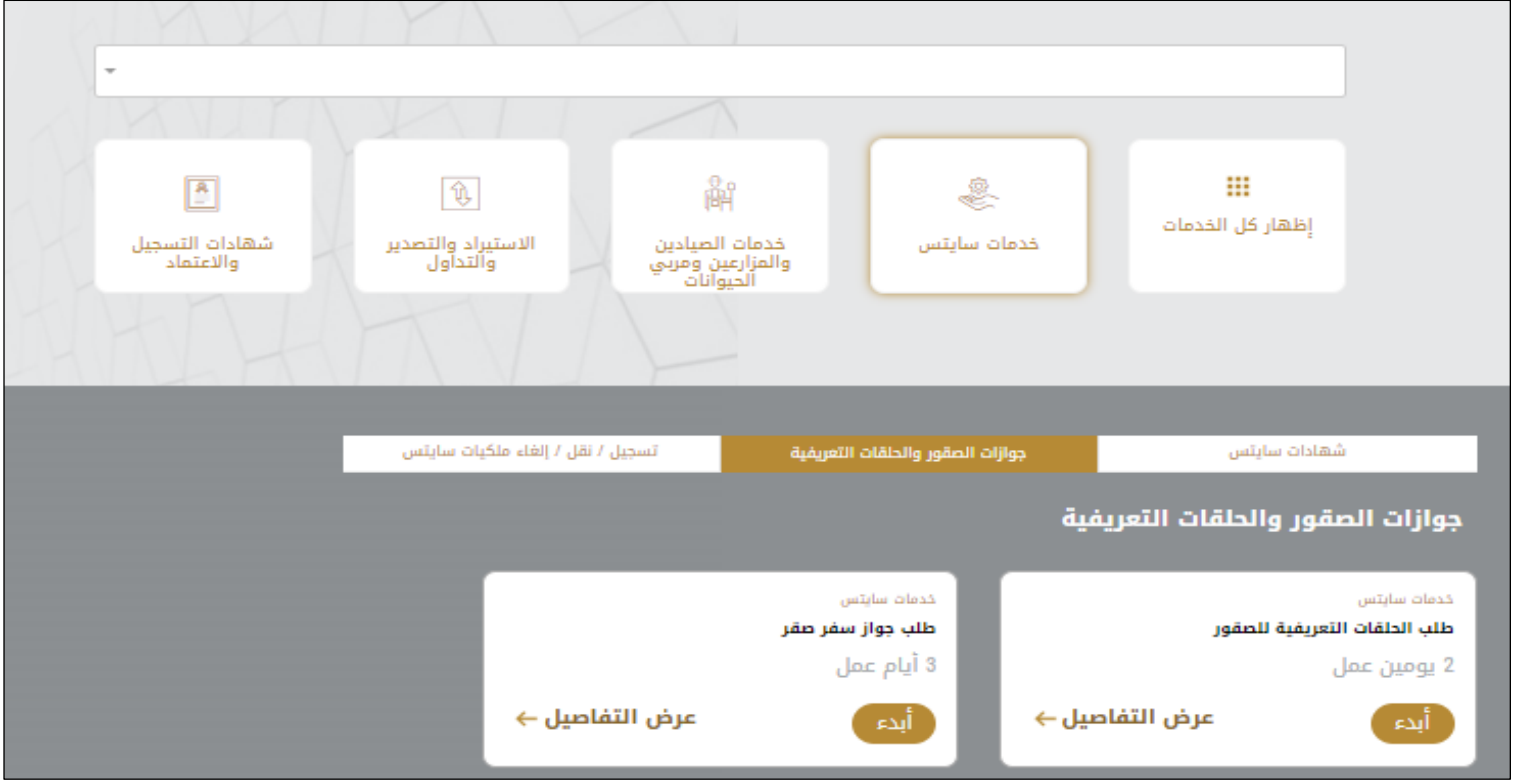 إظهار كل الخدمات
خدمات سايتس
خدمات الصيادين
والمزارعين ومربي
الحيوانات
الاستيراد والتصدير
والتداول
شهادات التسجيل
والاعتماد
شهادات سايتس
جوازات الصقور والحلقات التعريفية
تسجيل / نقل / إلغاء ملكيات سايتس
جوازات الصقور والحلقات التعريفية
خدمات سايتس
طلب الحلقات التعريفية للصقور
2 يومين عمل
أبدء
عرض التفاصيل
خدمات سايتس
طلب جواز سفر صقر
3 أيام عمل
أبدء
عرض التفاصيل